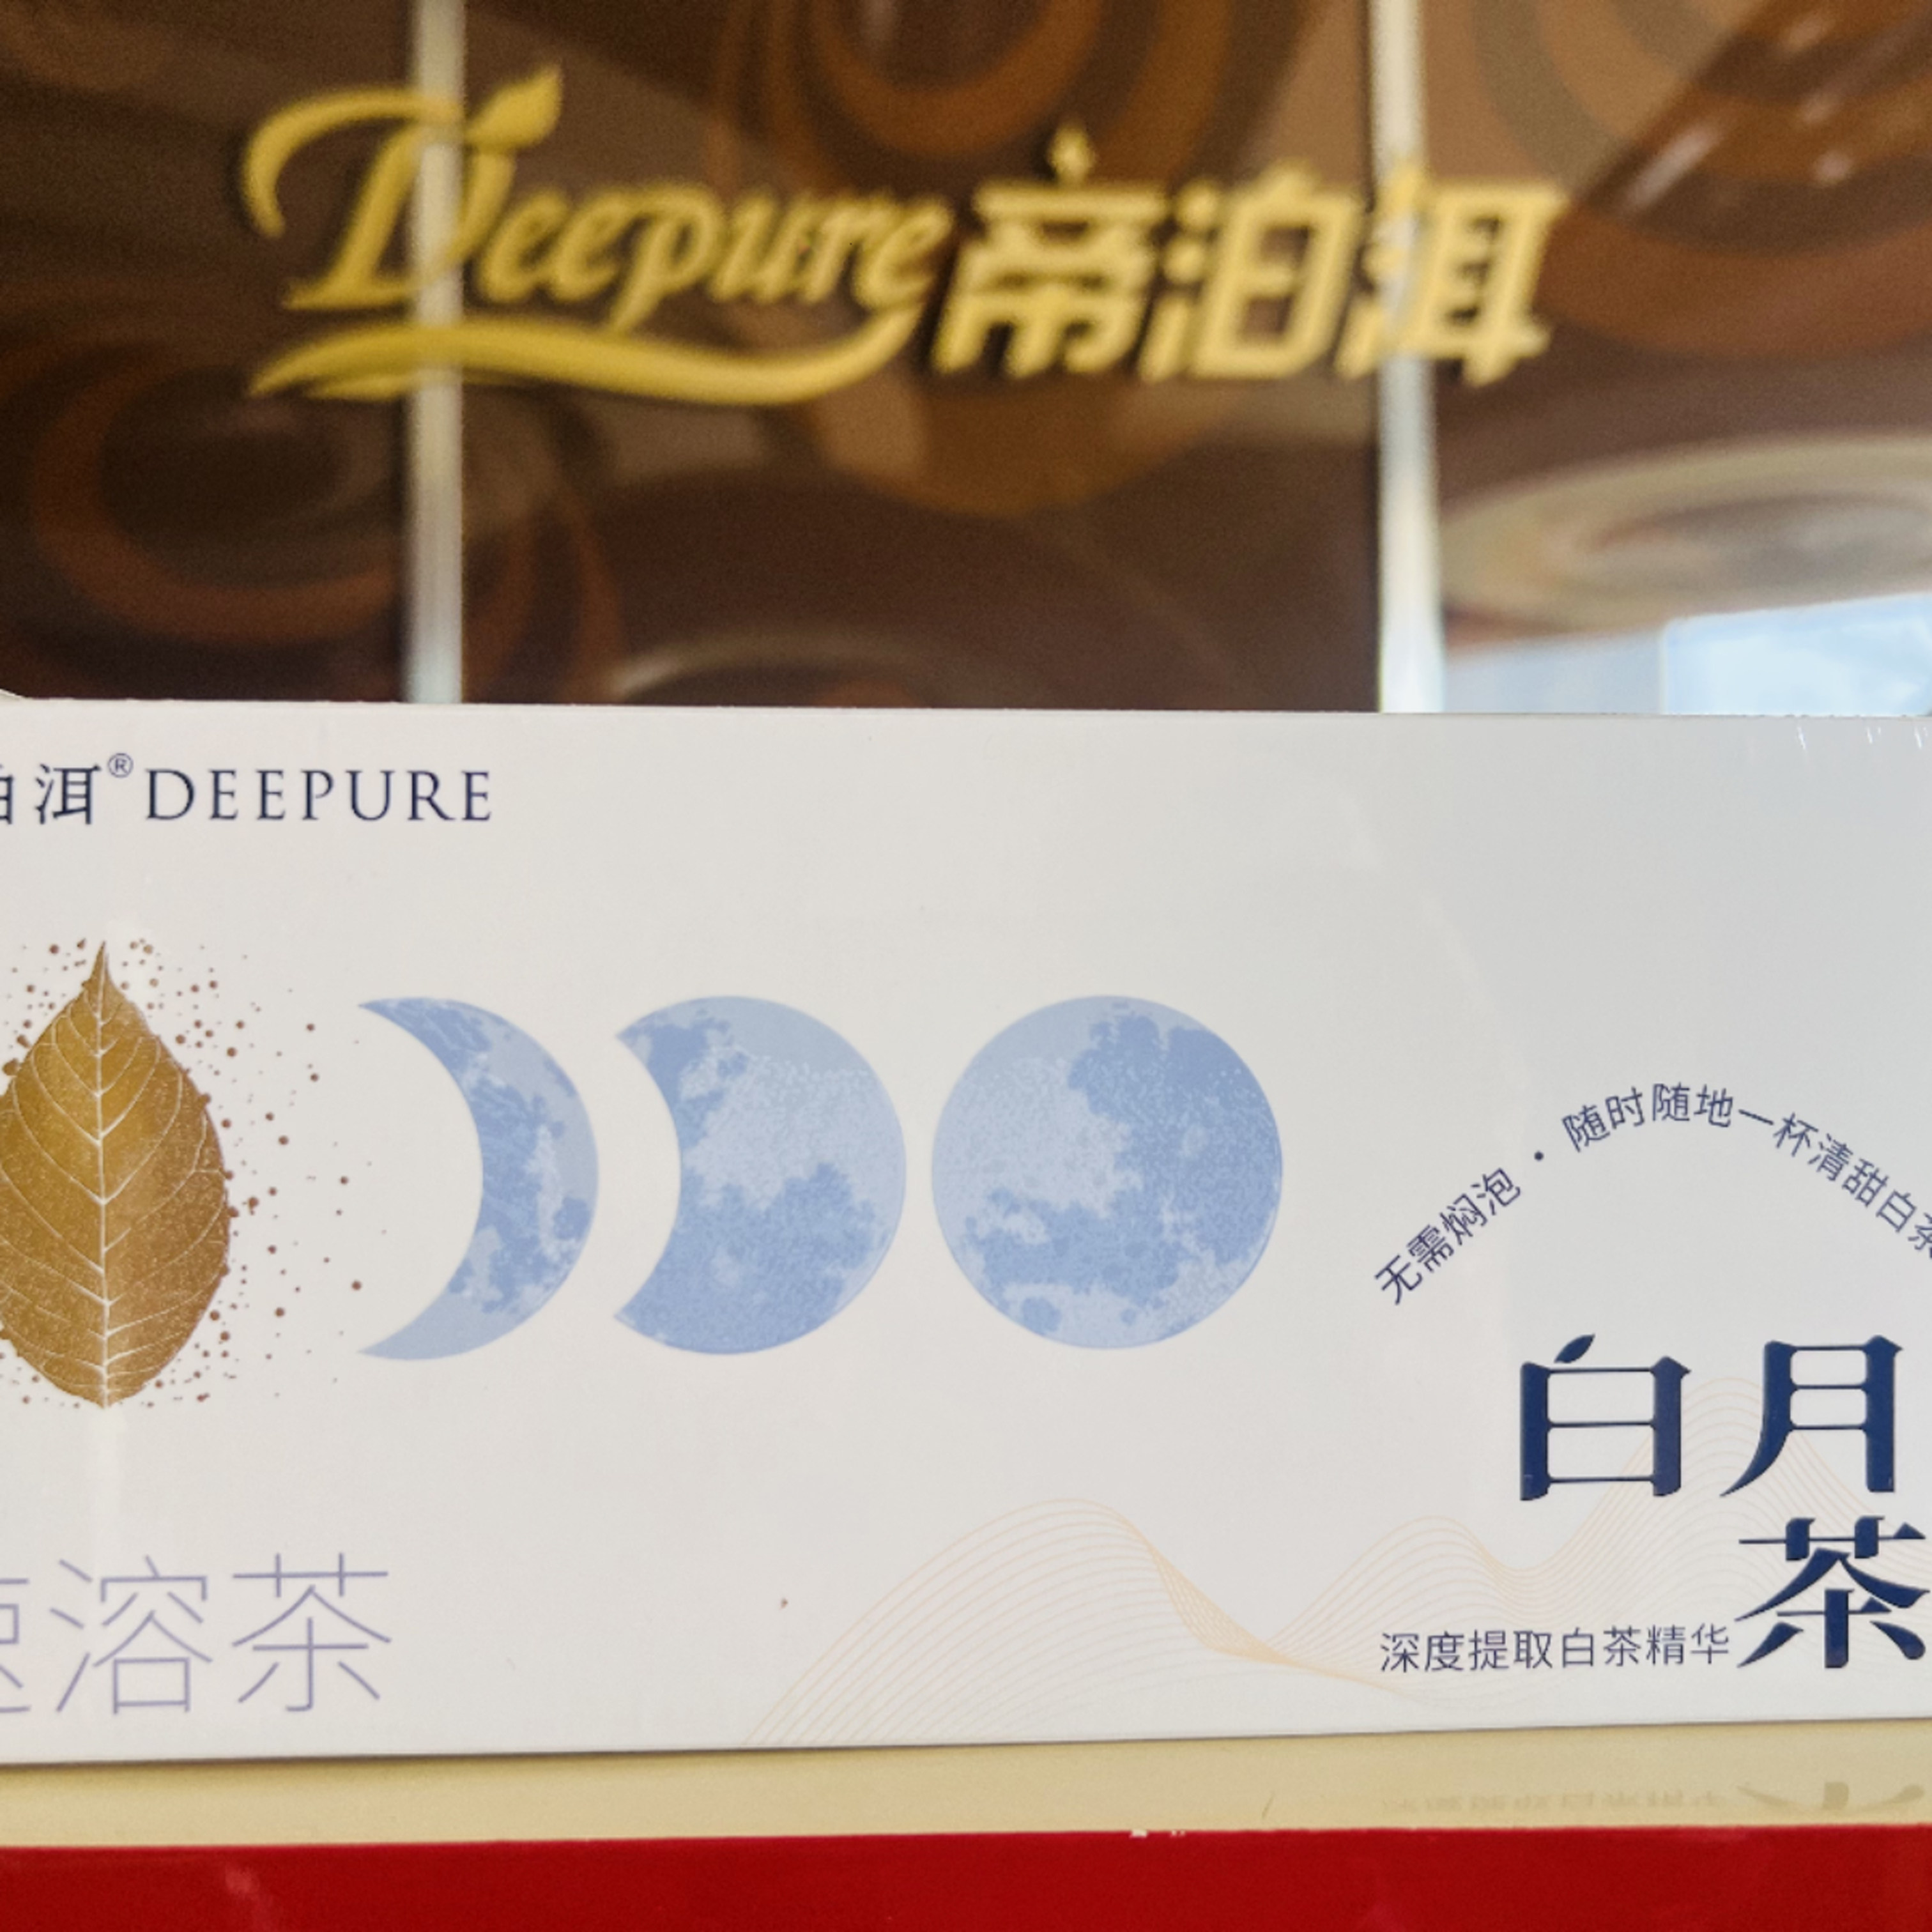 Deepure帝泊洱
泊洱®DEEPURE
无需焖泡·随时随地一杯清甜白茶
白月
茶
深度提取白茶精华
速溶茶